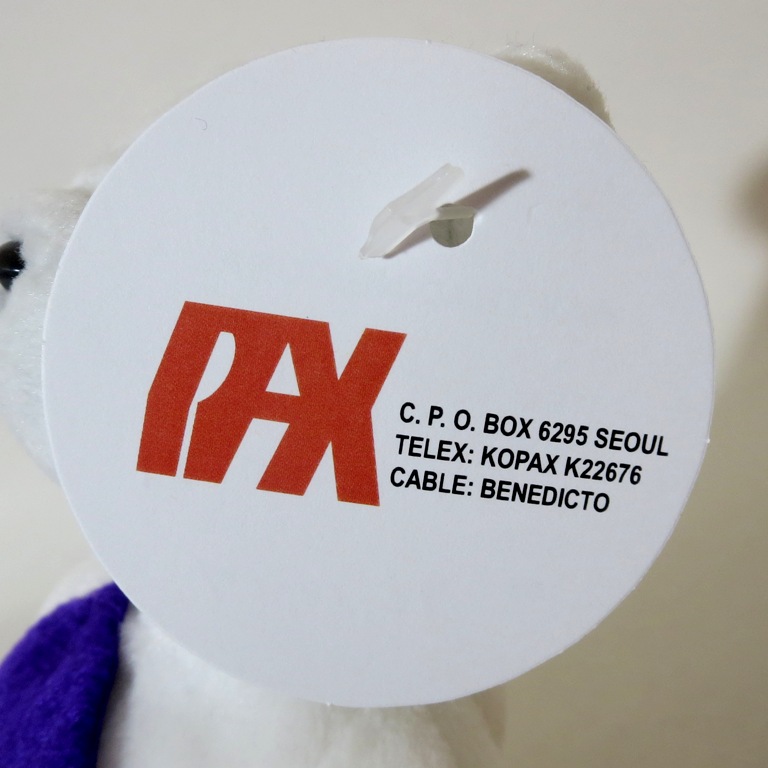 PAX
C. P. O. BOX 6295 SEOUL
TELEX: KOPAX K22676
CABLE: BENEDICTO